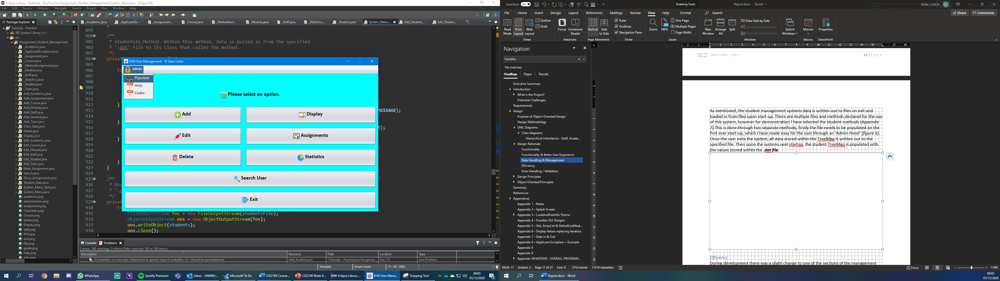 Eclipse Library - Tutorials - Practice/src/Assignment_Student_Management/System_Menu.java - Eclipse IDE
File Edit Source Refactor Navigate Search Project Run Window Help
Package Explorer
Tutorials - Practice
JRE System Library [jre]
src
Assignment_Student_Management
_Academic.java
_ApplicantException.java
_Assignment.java
_Course.java
_MarkedAssignment.java
_Module.java
_Staff.java
_Statistics.java
_Student.java
_Tutor.java
Add_Academic.java
Add_Assignment.java
Add_Course.java
Add_Module.java
Add_Staff.java
Add_Student.java
Add_Tutor.java
Class_Stats.java
Delete.java
Display.java
Edit_Academic.java
Edit_Course.java
Edit_Module.java
Edit_Staff.java
Edit_Student.java
Edit_Tutor.java
Mark_Assignment.java
Search.java
Show_Assignments.java
Student_Stats.java
System_Menu_Test.java
System_Menu.java
academic.png
administrator.png
assignment.png
ClassStats.png
Course.png
delete.png
Display.png
edit.png
EHU.jpg
exit.png
file.png
grade.png
help.png
info.png
_Academic.java _ApplicantEx... _Assignment.... _Course.java _MarkedAssi... _Module.java _Staff.java _Statistics.... _Student.java System_Menu.... Add_Student.... Edit_Studen...
899
900 /**
901 * StudentsIn Method. Within this method, data is pulled in from the specified
902 * '.dat' File to its Class that called the method.
903 */
904 privat
905
906 tr
907
908
909
910
911
912 }
913 MESSAGE);
914
915 }
916 E);
917
918 }
919
920
921
922 }
923 }
924
925 /**
926 * Stu
927 * '.d
928 */
929 privat
930 tr
931 FileOutputStream fos = new FileOutputStream(studentsFile);
932 ObjectOutputStream oos = new ObjectOutputStream(fos);
933 oos.writeObject(students);
934 oos.close();
EHU User Management - © Sean Carlin
Admin
Populate
Help
Codes
Please select an option.
Add Display
Edit Assignments
Delete Statistics
Search User
Exit
Console Problems
0 errors, 398 warnings, 0 others (Filter matched 100 of 398 items)
Description Resource Path Location Type
JComboBox is a raw type. References to generic type JComboBox<E> should be parameterized Add_Student.java /Tutorials - Practice/src/Assignme... line 125 Java Problem
Writable Smart Insert 71 : 49 : 3063
WhatsApp Spotify Premium Inbox - 2460965... Microsoft To Do CIS2149 Course... CIS2149 Week 8... Eclipse Library ... EHU User Mana... Snipping Tool
04:03
01/12/2020
AutoSave On Drawing Tools Report.docx - Saved SEAN CARLIN SC
File Home Insert Design Layout References Mailings Review View Help Format Search Share Comments
Read Mode
Print Layout
Web Layout
Outline
Draft
Views
Focus
Immersive Reader
Immersive
Vertical
Side to Side
Page Movement
Ruler
Gridlines
Navigation Pane
Show
Zoom
100%
One Page
Multiple Pages
Page Width
Zoom
New Window
Arrange All
Split
View Side by Side
Synchronous Scrolling
Reset Window Position
Window
Switch Windows
Macros
Macros
Properties
SharePoint
Navigation
Vairibles
No matches
Headings Pages Results
Executive Summary
Introduction
What is the Project?
Potential Challenges
Requirements
Design
Purpose of Object-Oriented Design
Design Methodology
UML Diagrams
Class diagrams
Hierarchical Inheritance – Staff, Acade...
Design Rationale
Functionality
Functionality & Better User Experience
Data Handling & Management
Efficiency
Error Handling / Validation
Design Principles
Object Oriented Principles
Summary
References
Appendices
Appendix 1 - Notes
Appendix 2 – Splash Screen
Appendix 3 – LookAndFeelInfo Theme
Appendix 4 – Possible GUI Designs.
Appendix 5 – Jlist, ArrayList & DefaultListMod...
Appendix 6 – Display Values replacing Iterators.
Appendix 7 – Data In & Out
Appendix 8 – Applicant Exception + Example
Appendix 9
Appendix 9
Appendix WHATEVER – OVERALL PROGRAM...
Edge Hill University Sean Carlin | CW 1 16 | P a g e
As mentioned, the student management systems data is written out to files on exit and
loaded in from files upon start-up. There are multiple files and methods declared for the use
of this system, however for demonstration I have selected the student methods (Appendix
7).This is done through two separate methods, firstly the file needs to be populated on the
first ever start-up, which I have made easy for the user through an ‘Admin Panel’ (figure 6).
Once the user exits the system, all data stored within the TreeMap is written out to the
specified file. Then upon the systems next startup, the student TreeMap is populated with
the values stored within the .dat file.
Efficiency
During development there was a slight change to one of the sections of the management
PAGE: 17 Section: 3 Page 17 of 27 Line: 9 2753 words 17519 characters Focus 110%
Report.docx - Word
04:03
01/12/2020